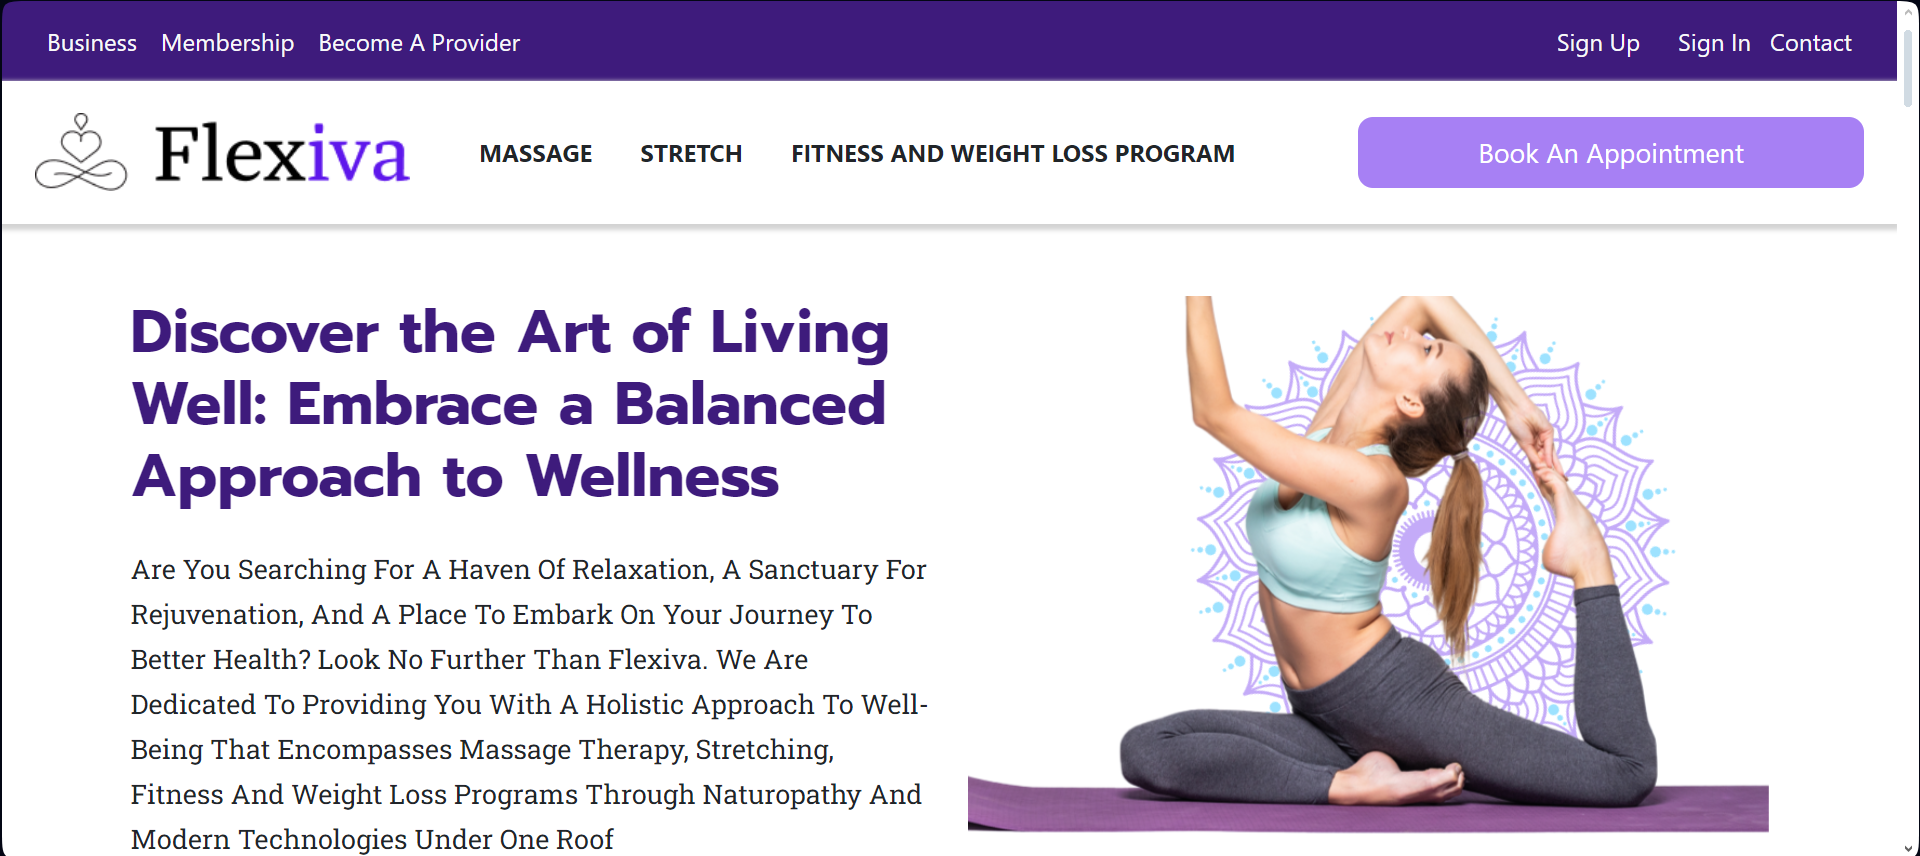 Business Membership Become A Provider Sign Up Sign In Contact
Flexiva MASSAGE STRETCH FITNESS AND WEIGHT LOSS PROGRAM Book An Appointment
Discover the Art of Living
Well: Embrace a Balanced
Approach to Wellness
Are You Searching For A Haven Of Relaxation, A Sanctuary For
Rejuvenation, And A Place To Embark On Your Journey To
Better Health? Look No Further Than Flexiva. We Are
Dedicated To Providing You With A Holistic Approach To Well-
Being That Encompasses Massage Therapy, Stretching,
Fitness And Weight Loss Programs Through Naturopathy And
Modern Technologies Under One Roof